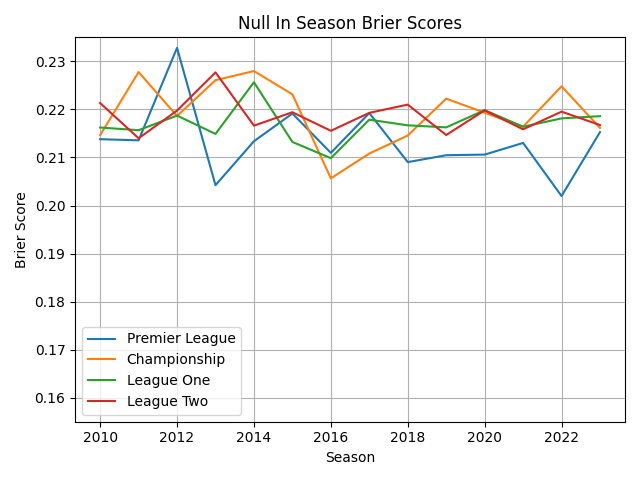 Null In Season Brier Scores
Brier Score
0.23
0.22
0.21
0.20
0.19
0.18
0.17
0.16
Premier League
Championship
League One
League Two
2010 2012 2014 2016 2018 2020 2022
Season